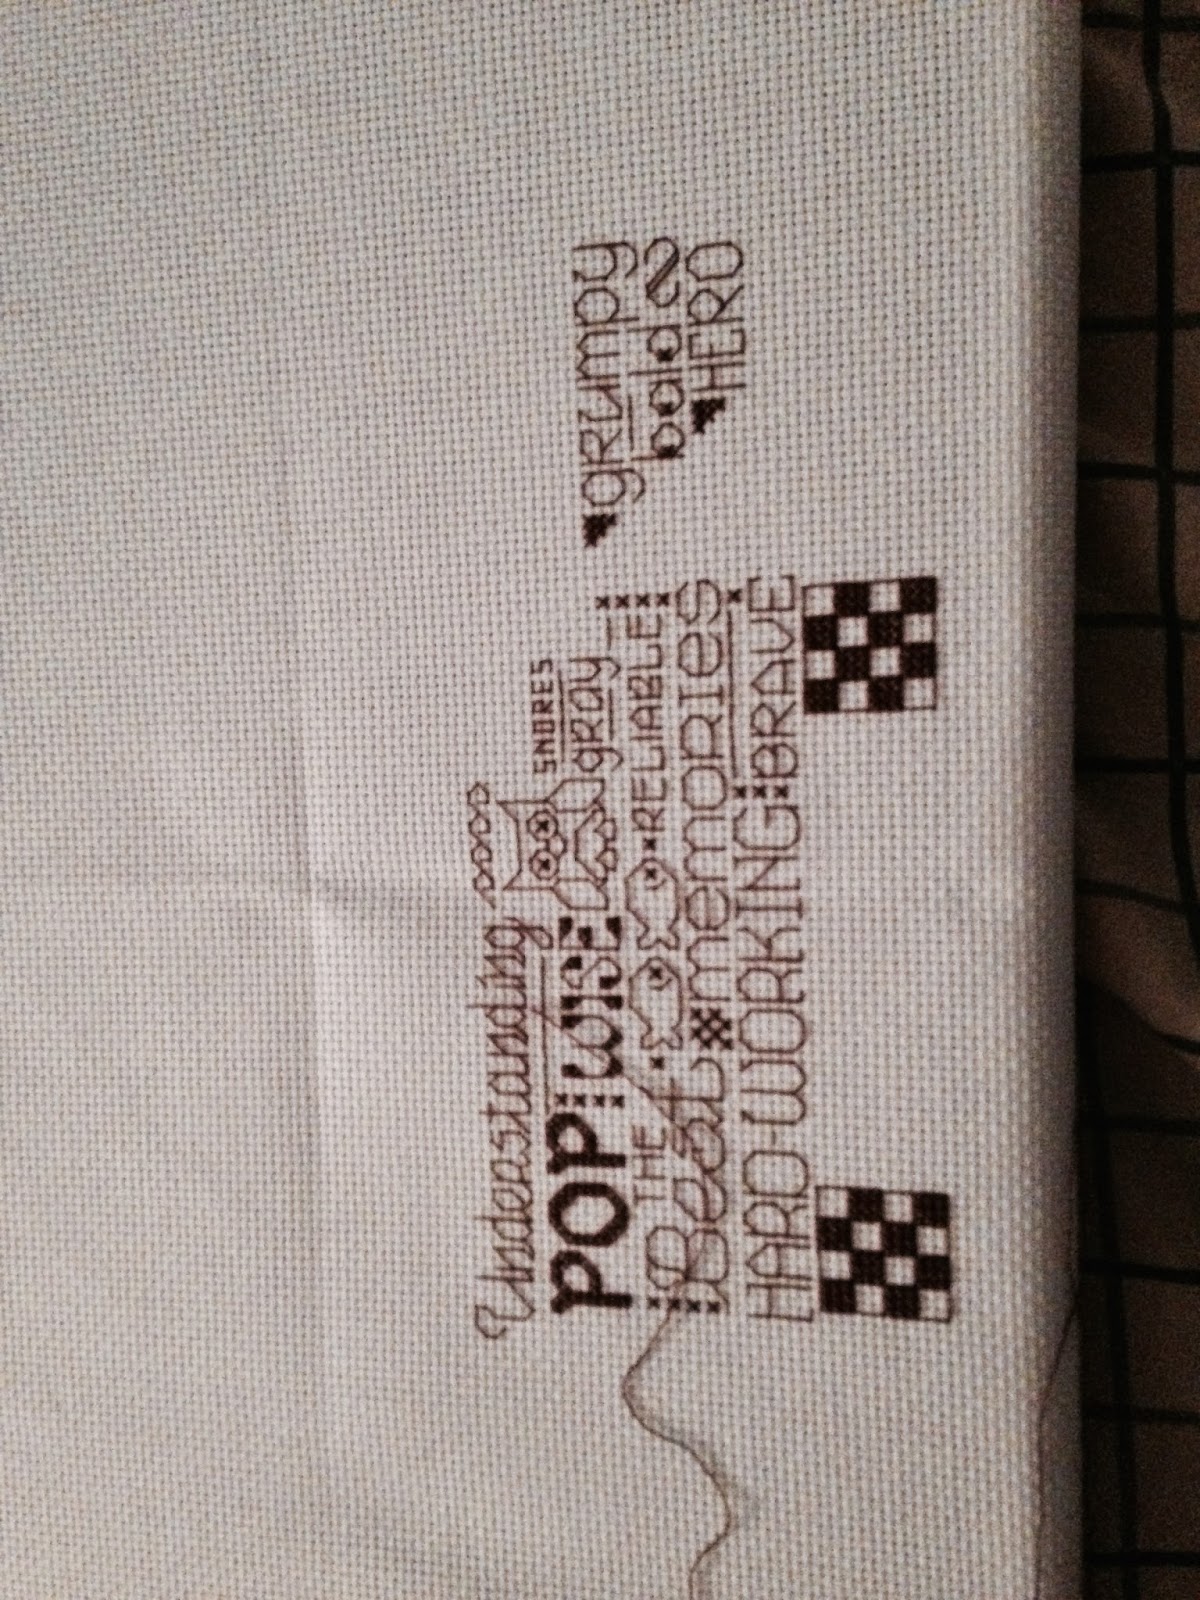 Understanding
SNORES
POP WISE gray
THE RELIABLE
Best memories
HARD-WORKING BRAVE
grumpy
bald
HERO